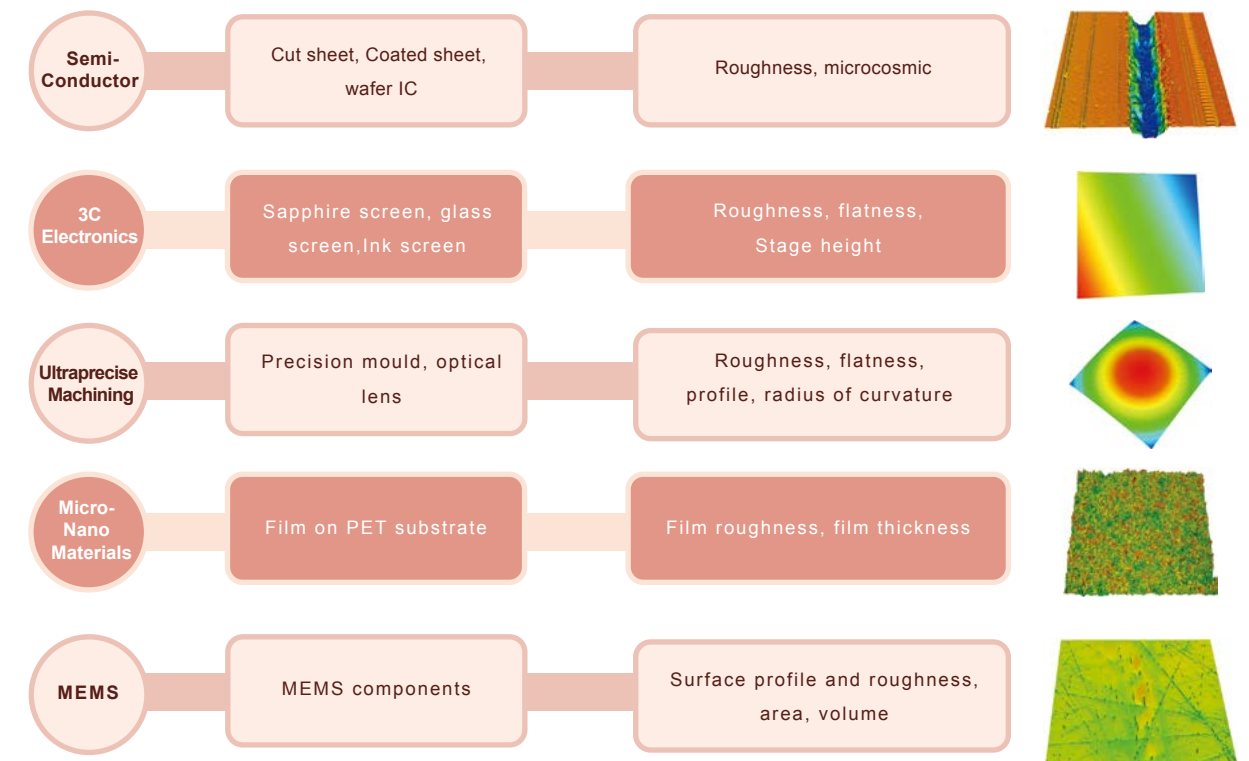 Semi-
Conductor
Cut sheet, Coated sheet,
wafer IC
Roughness, microcosmic
3C
Electronics
Sapphire screen, glass
screen,Ink screen
Roughness, flatness,
Stage height
Ultraprecise
Machining
Precision mould, optical
lens
Roughness, flatness,
profile, radius of curvature
Micro-
Nano
Materials
Film on PET substrate
Film roughness, film thickness
MEMS
MEMS components
Surface profile and roughness,
area, volume